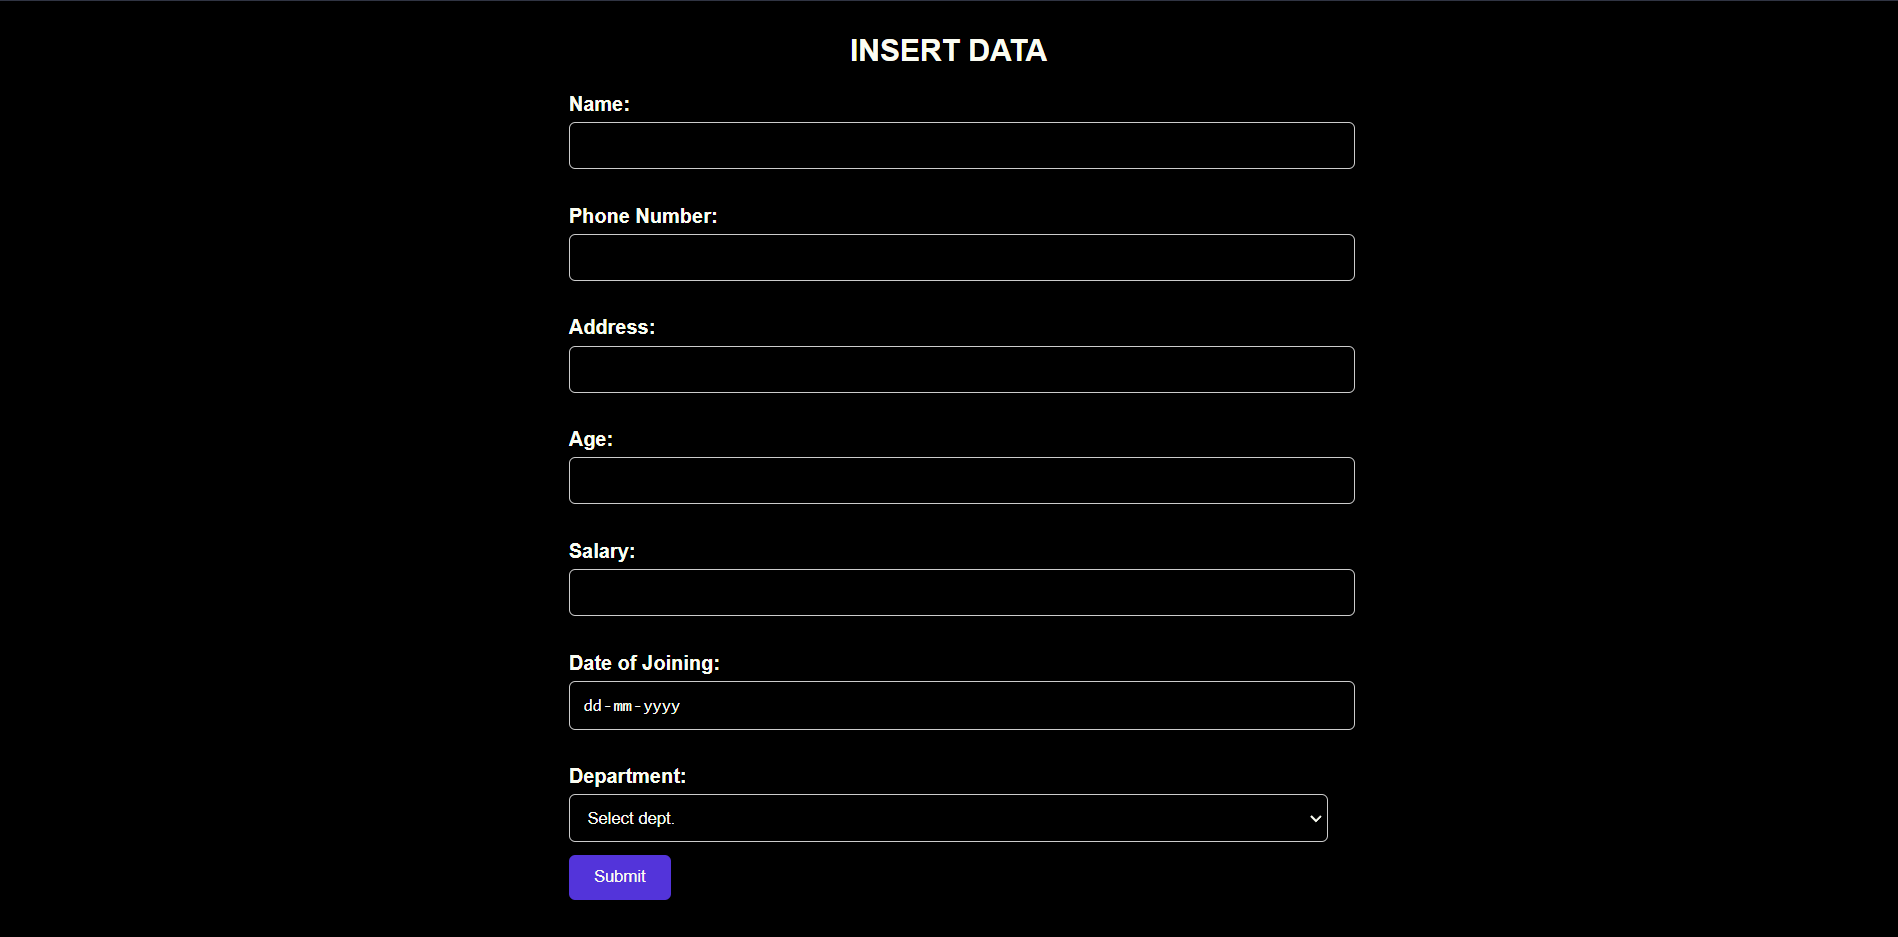 INSERT DATA
Name:
Phone Number:
Address:
Age:
Salary:
Date of Joining:
dd-mm-yyyy
Department:
Select dept.
Submit